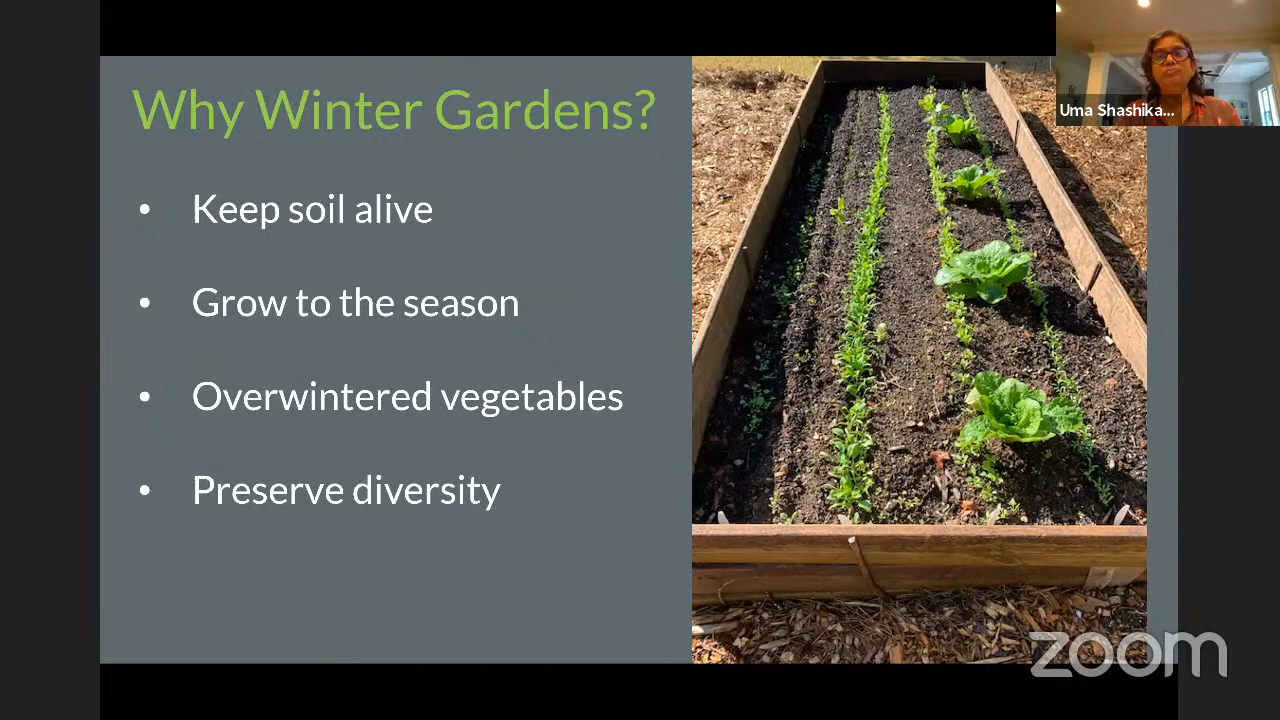 Why Winter Gardens?
• Keep soil alive
• Grow to the season
• Overwintered vegetables
• Preserve diversity
Uma Shashika...
zoom